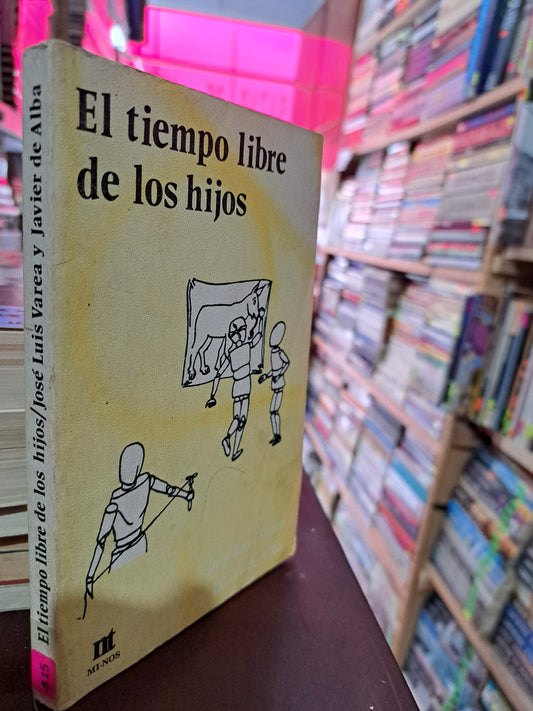 El tiempo libre
de los hijos
nt
MI-NOS
El tiempo libre de los hijos/José Luis Varea y Javier de Alba
$15